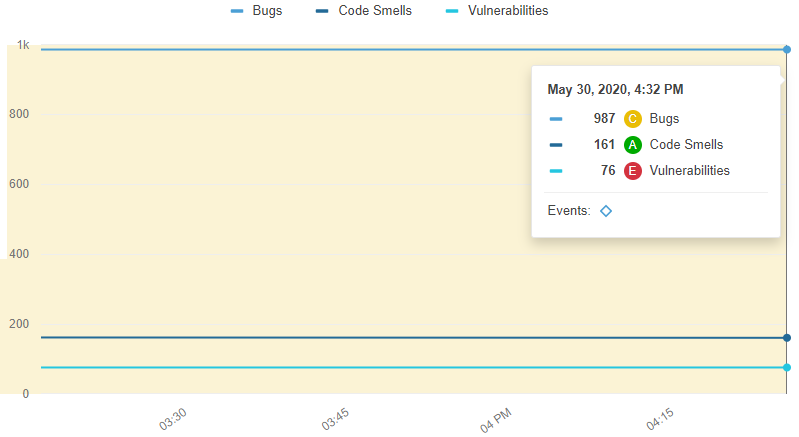 Bugs Code Smells Vulnerabilities
1k
800
600
400
200
0
May 30, 2020, 4:32 PM
987 C Bugs
161 A Code Smells
76 E Vulnerabilities
Events:
03:30 03:45 04 PM 04:15